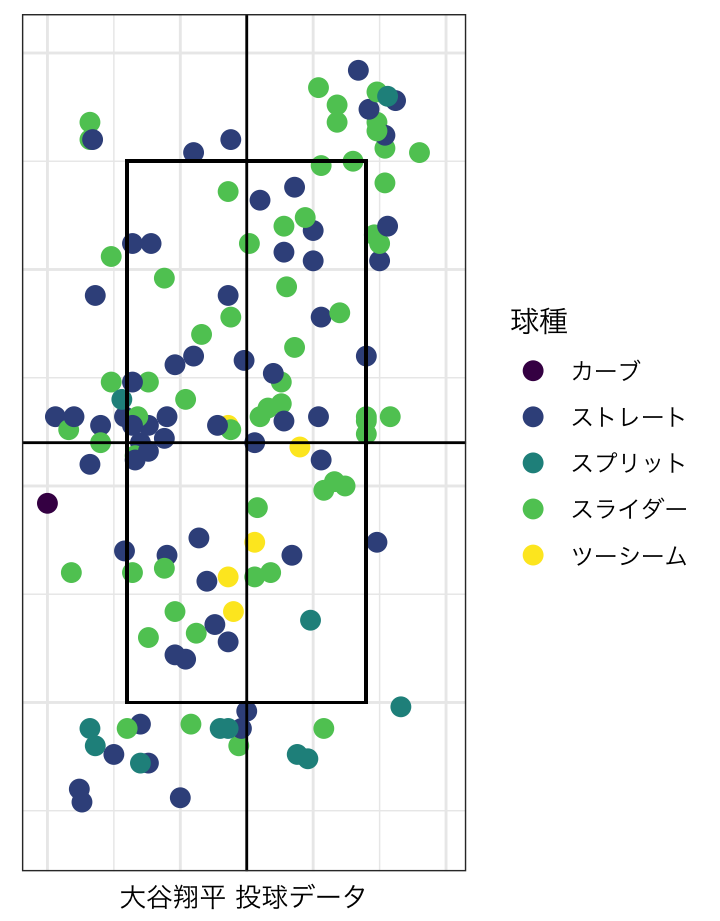 球種
カーブ
ストレート
スプリット
スライダー
ツーシーム
大谷翔平 投球データ